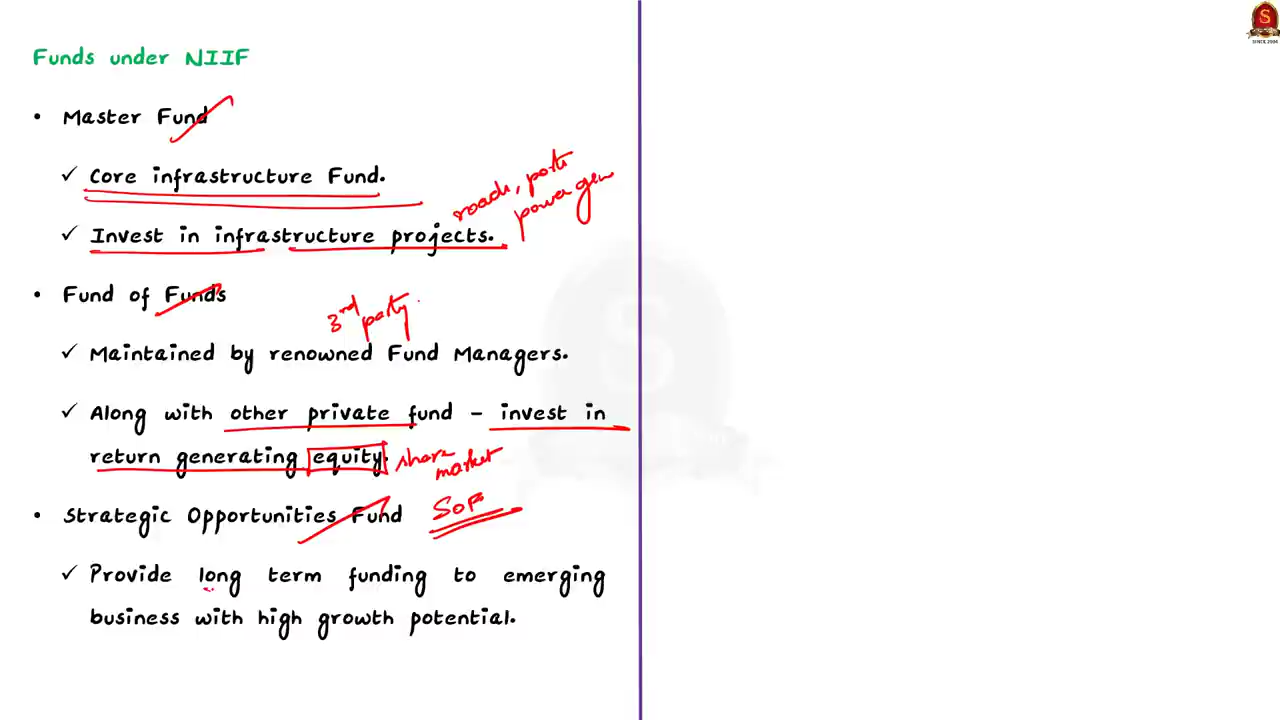 Funds under NIIF
• Master Fund
✓ Core infrastructure Fund.
roads, ports
power gen
✓ Invest in infrastructure projects.
• Fund of Funds
3rd party
✓ Maintained by renowned Fund Managers.
✓ Along with other private fund – invest in
return generating equity. share
market
• Strategic Opportunities Fund SOF
✓ Provide long term funding to emerging
business with high growth potential.
S
SINCE 2004